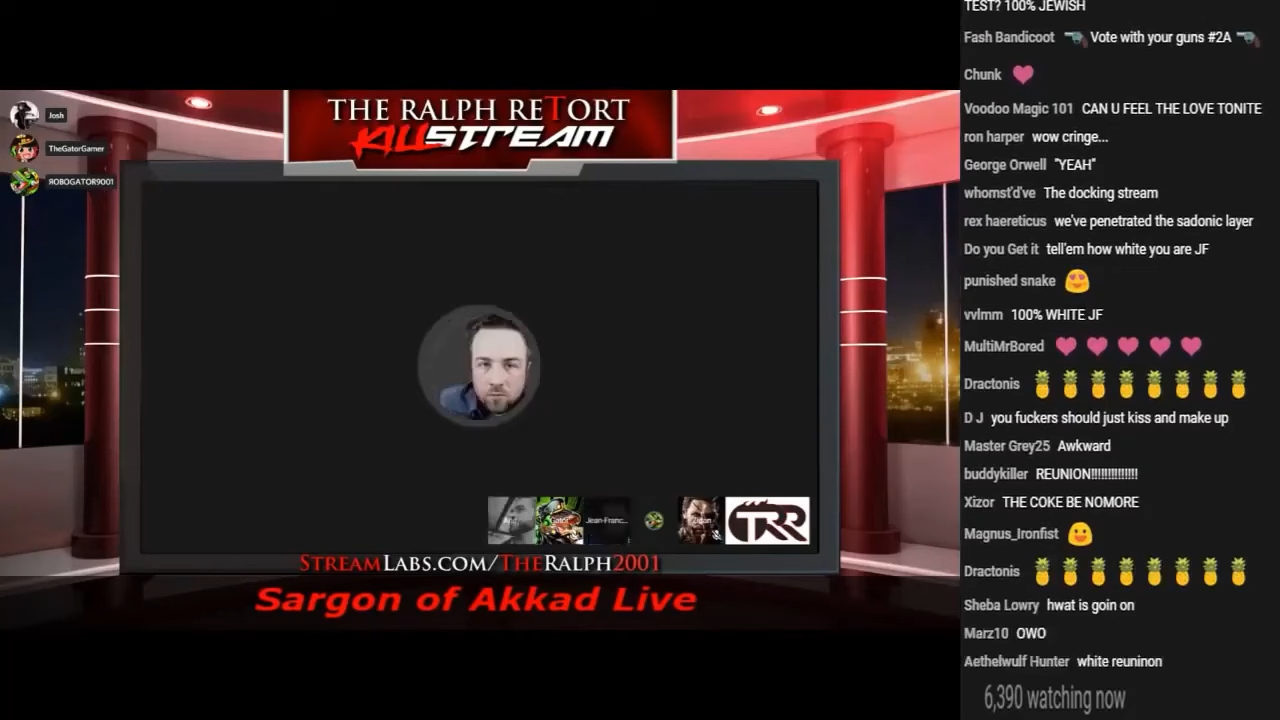 Josh
TheGatorGamer
ROBOGATOR9001
THE RALPH RETORT
KILLSTREAM
Gator
Jean-Franc...
TRR
STREAMLABS.COM/THERALPH2001
Sargon of Akkad Live
TEST? 100% JEWISH
Fash Bandicoot Vote with your guns #2A
Chunk
Voodoo Magic 101 CAN U FEEL THE LOVE TONITE
ron harper wow cringe...
George Orwell "YEAH"
whomst'd've The docking stream
rex haereticus we've penetrated the sadonic layer
Do you Get it tell'em how white you are JF
punished snake
vvlmm 100% WHITE JF
MultiMrBored
Dractonis
D J you fuckers should just kiss and make up
Master Grey25 Awkward
buddykiller REUNION!!!!!!!!!!!!!!
Xizor THE COKE BE NOMORE
Magnus_Ironfist
Dractonis
Sheba Lowry hwat is goin on
Marz10 OWO
Aethelwulf Hunter white reuninon
6,390 watching now